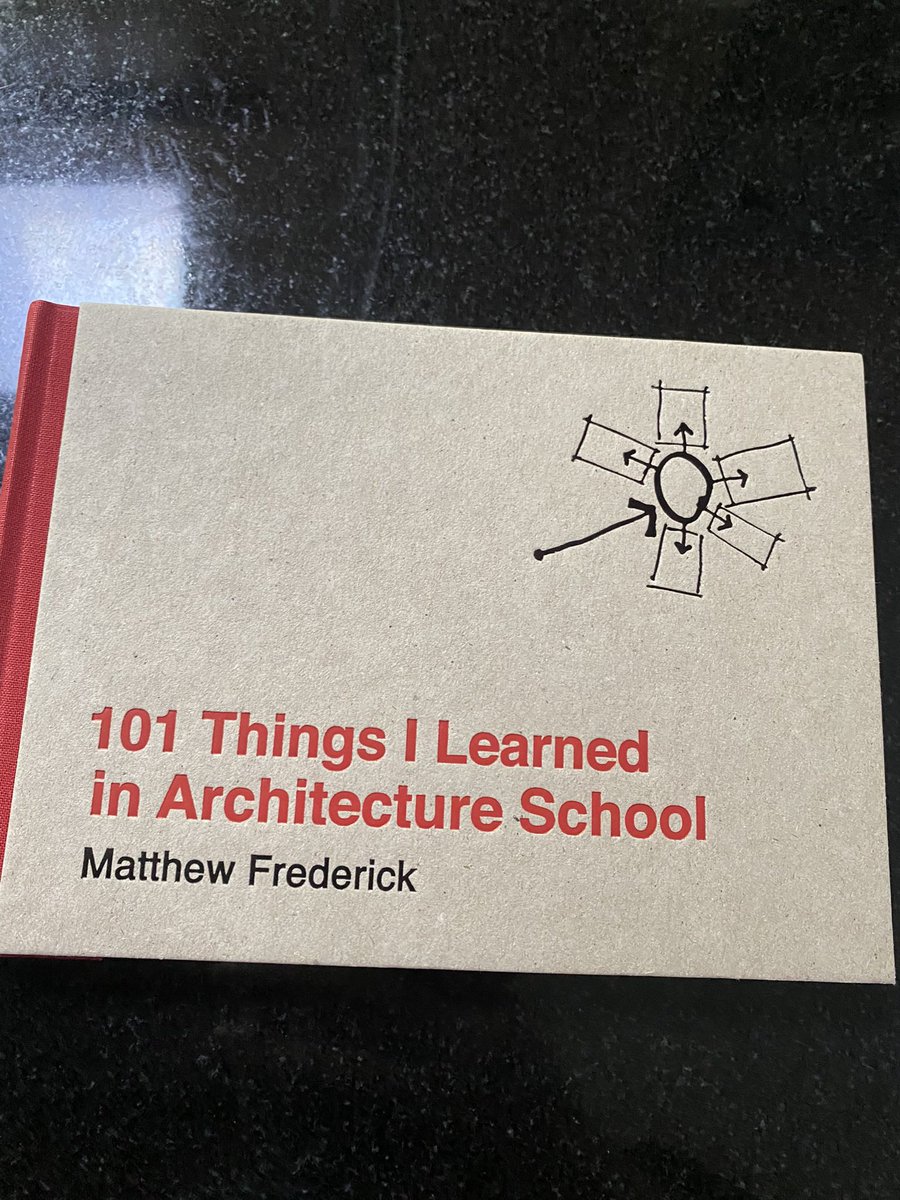 101 Things I Learned
in Architecture School
Matthew Frederick